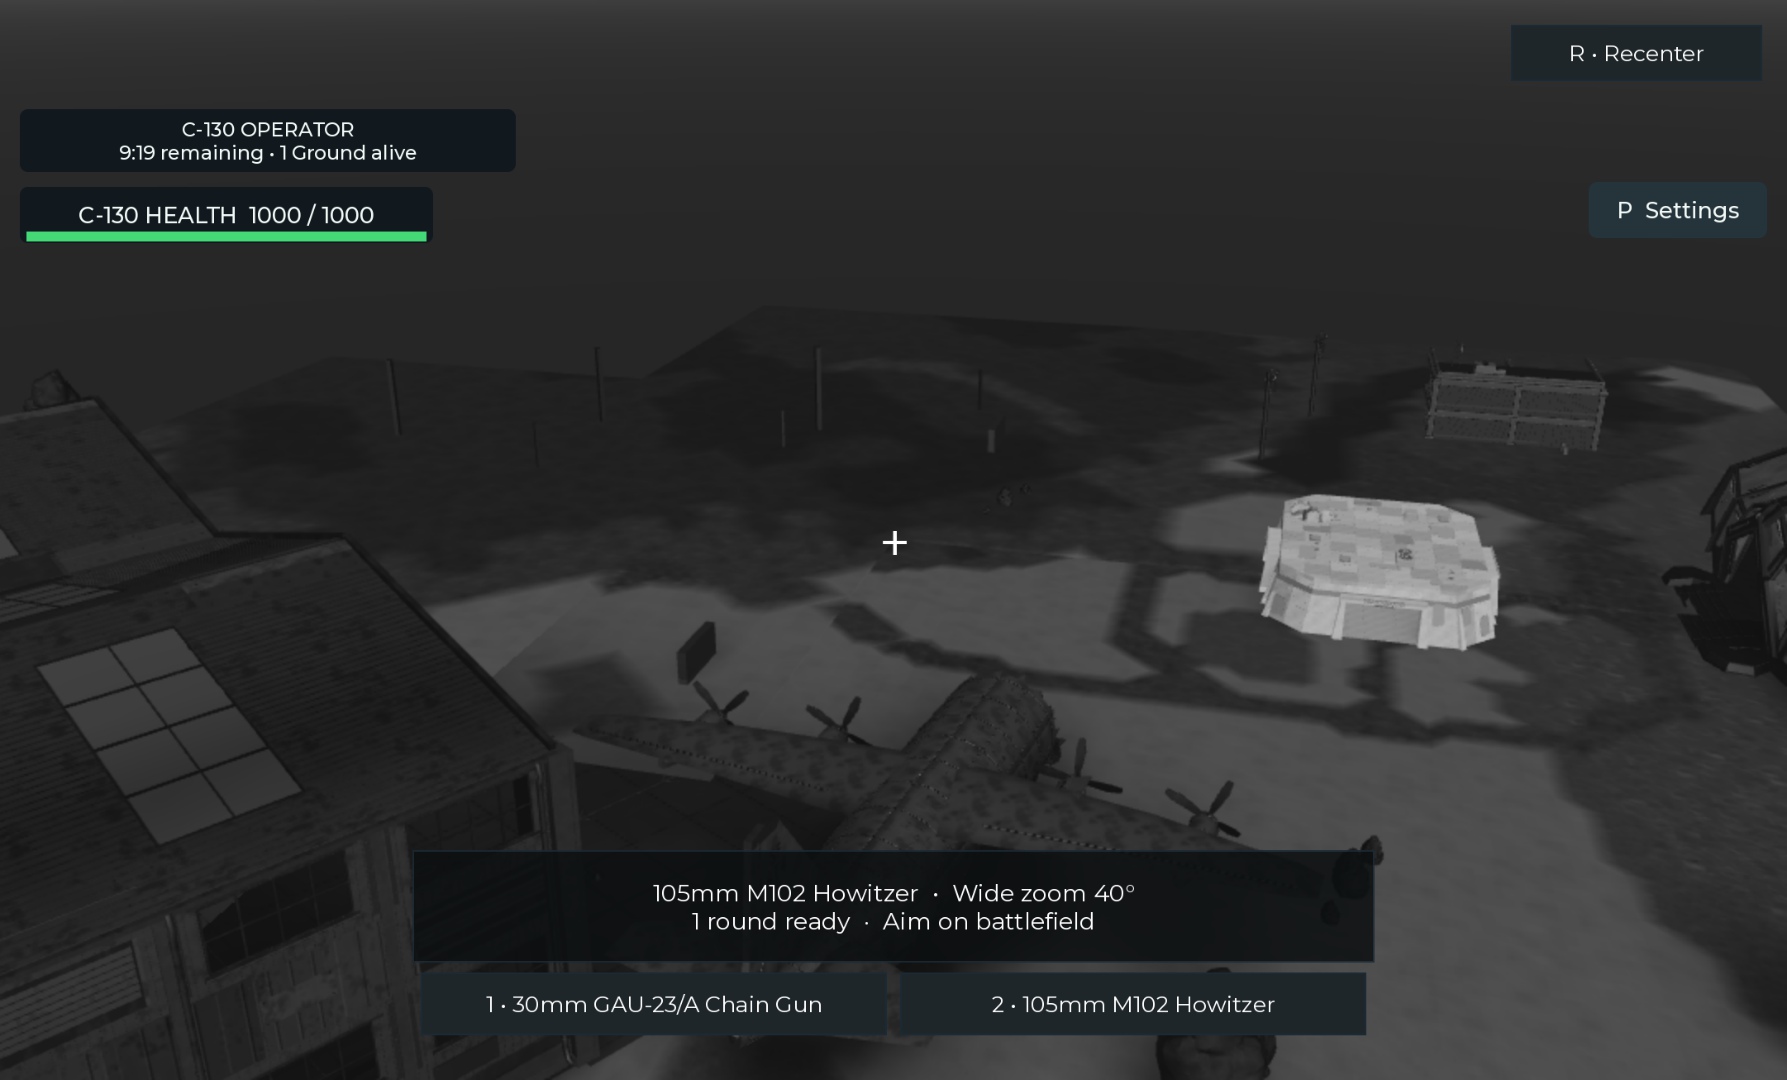 R • Recenter
C-130 OPERATOR
9:19 remaining • 1 Ground alive
C-130 HEALTH 1000 / 1000
P Settings
105mm M102 Howitzer • Wide zoom 40°
1 round ready • Aim on battlefield
1 • 30mm GAU-23/A Chain Gun
2 • 105mm M102 Howitzer